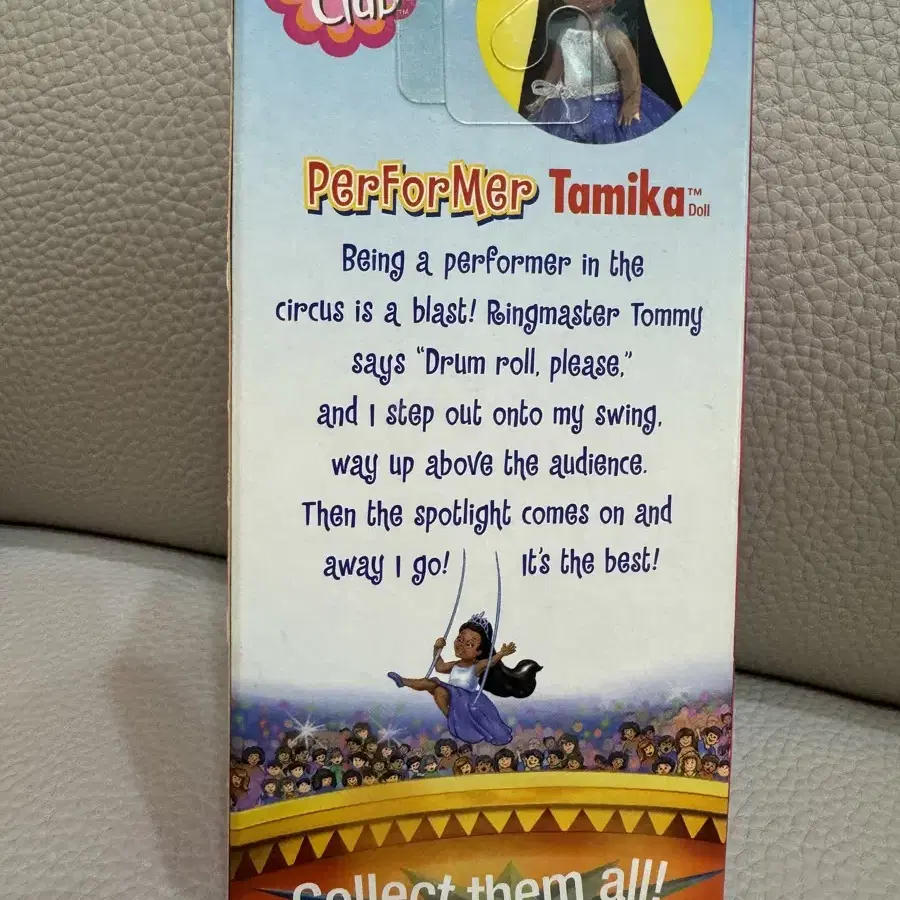 Club™
PerForMer Tamika™ Doll
Being a performer in the
circus is a blast! Ringmaster Tommy
says “Drum roll, please,”
and I step out onto my swing,
way up above the audience.
Then the spotlight comes on and
away I go! It's the best!
Collect them all!